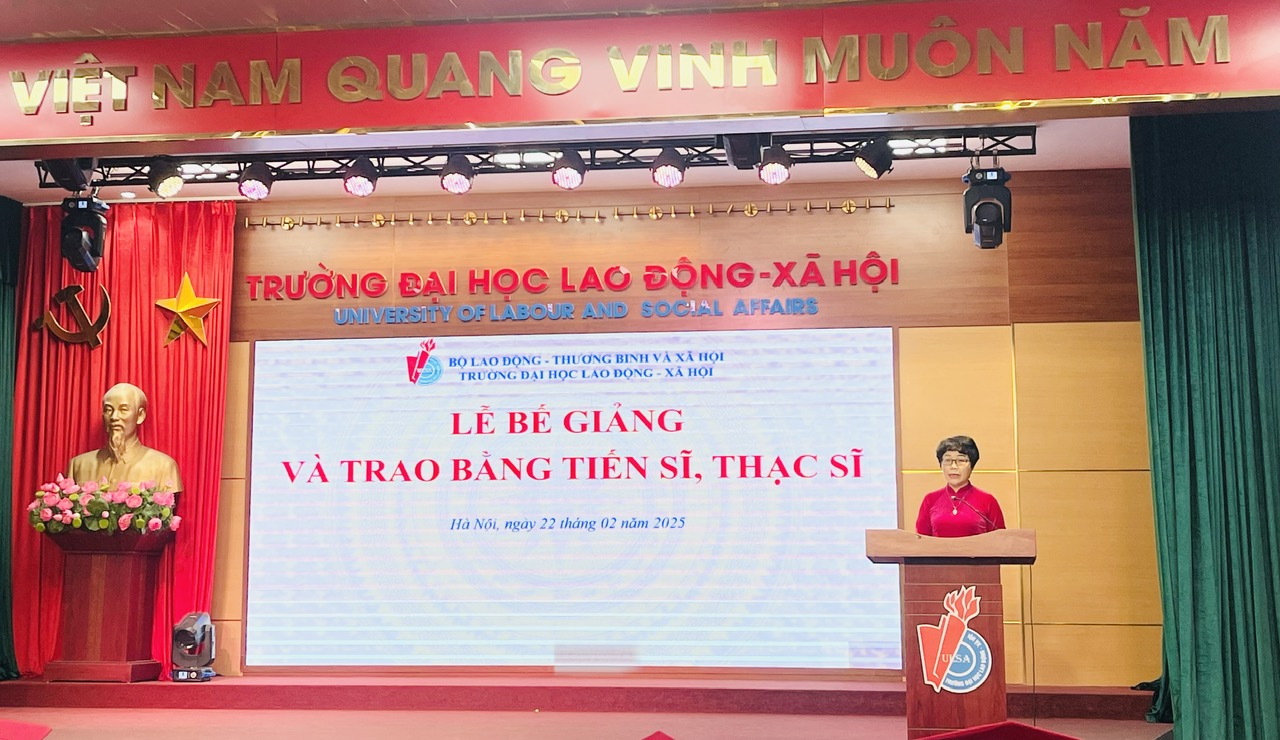 VIỆT NAM QUANG VINH MUÔN NĂM
TRƯỜNG ĐẠI HỌC LAO ĐỘNG-XÃ HỘI
UNIVERSITY OF LABOUR AND SOCIAL AFFAIRS
BỘ LAO ĐỘNG - THƯƠNG BINH VÀ XÃ HỘI
TRƯỜNG ĐẠI HỌC LAO ĐỘNG - XÃ HỘI
LỄ BẾ GIẢNG
VÀ TRAO BẰNG TIẾN SĨ, THẠC SĨ
Hà Nội, ngày 22 tháng 02 năm 2025
ULSA